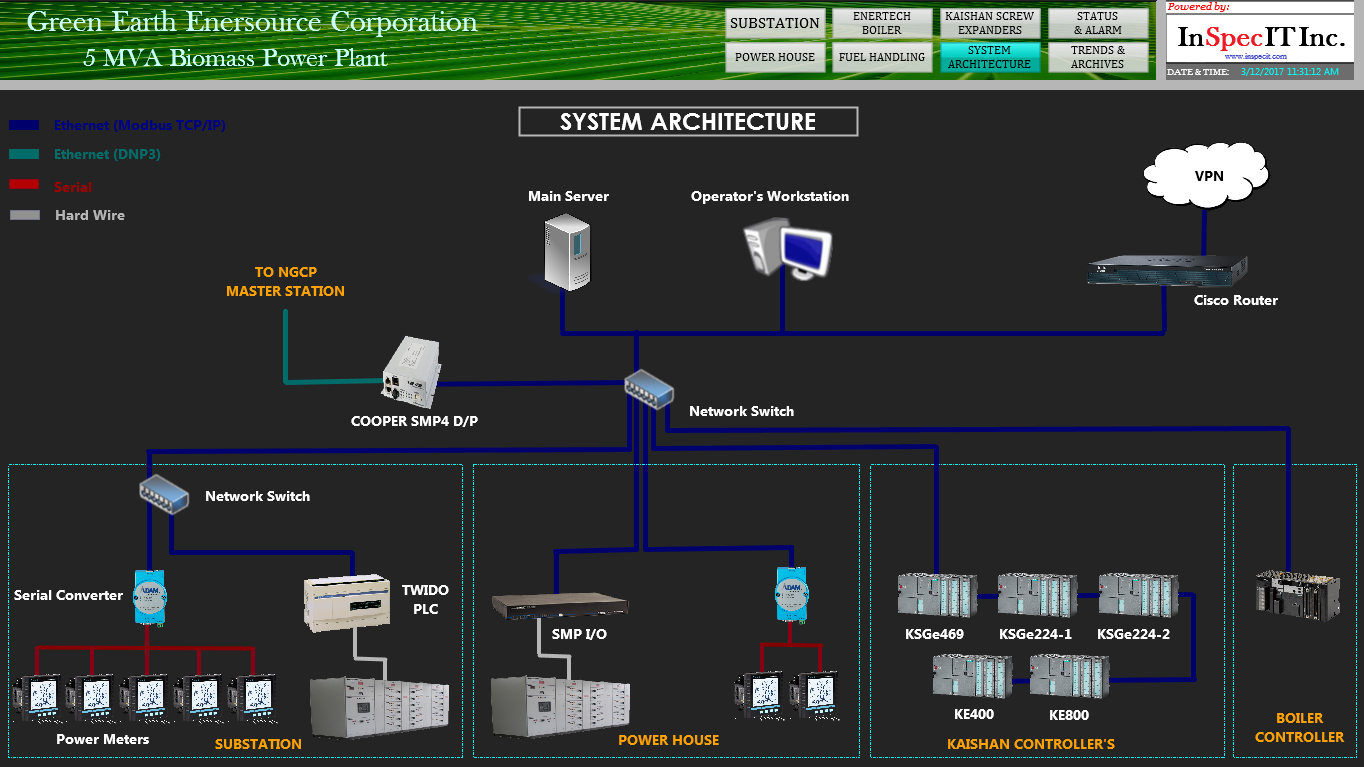 Green Earth Enersource Corporation
5 MVA Biomass Power Plant
SUBSTATION
ENERTECH
BOILER
KAISHAN SCREW
EXPANDERS
STATUS
& ALARM
POWER HOUSE
FUEL HANDLING
SYSTEM
ARCHITECTURE
TRENDS &
ARCHIVES
Powered by:
InSpecIT Inc.
www.inspecit.com
DATE & TIME: 3/12/2017 11:31:12 AM
SYSTEM ARCHITECTURE
Ethernet (Modbus TCP/IP)
Ethernet (DNP3)
Serial
Hard Wire
Main Server
Operator's Workstation
VPN
Cisco Router
TO NGCP
MASTER STATION
COOPER SMP4 D/P
Network Switch
Network Switch
Serial Converter
ADAM
TWIDO
PLC
Power Meters
SUBSTATION
SMP I/O
ADAM
POWER HOUSE
KSGe469
KSGe224-1
KSGe224-2
KE400
KE800
KAISHAN CONTROLLER'S
BOILER
CONTROLLER